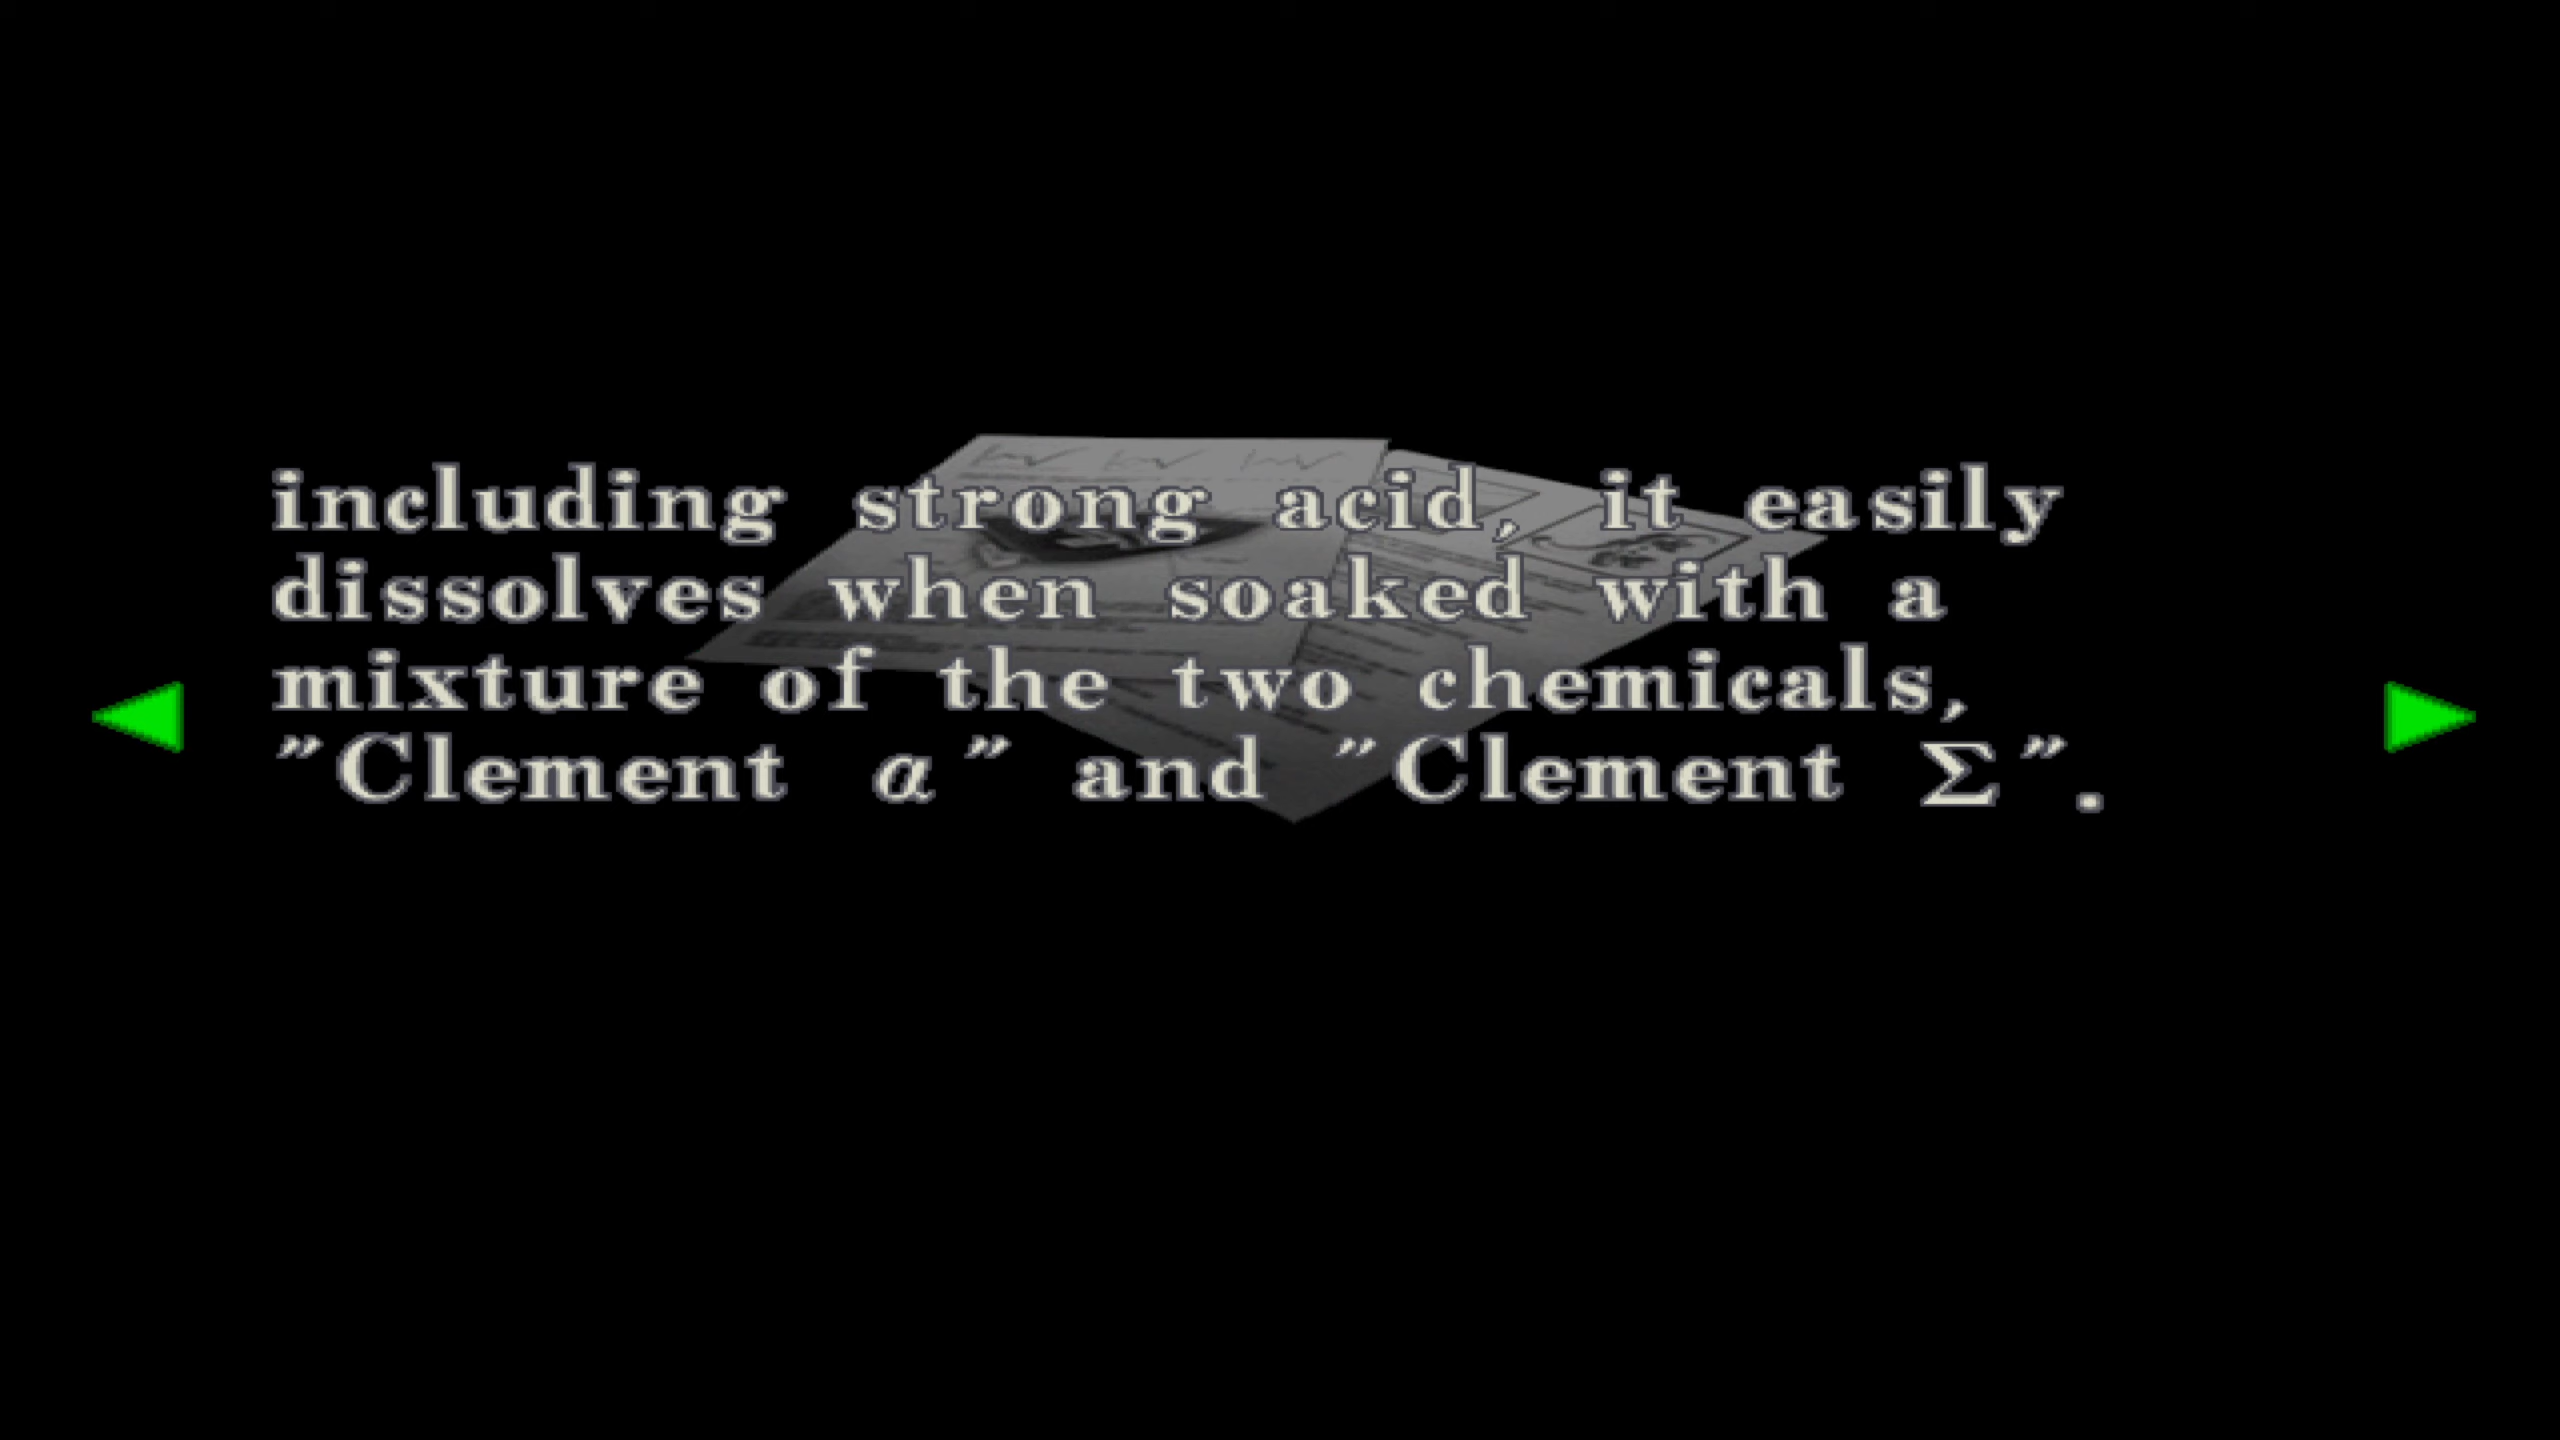 including strong acid, it easily
dissolves when soaked with a
mixture of the two chemicals,
"Clement α" and "Clement Σ".